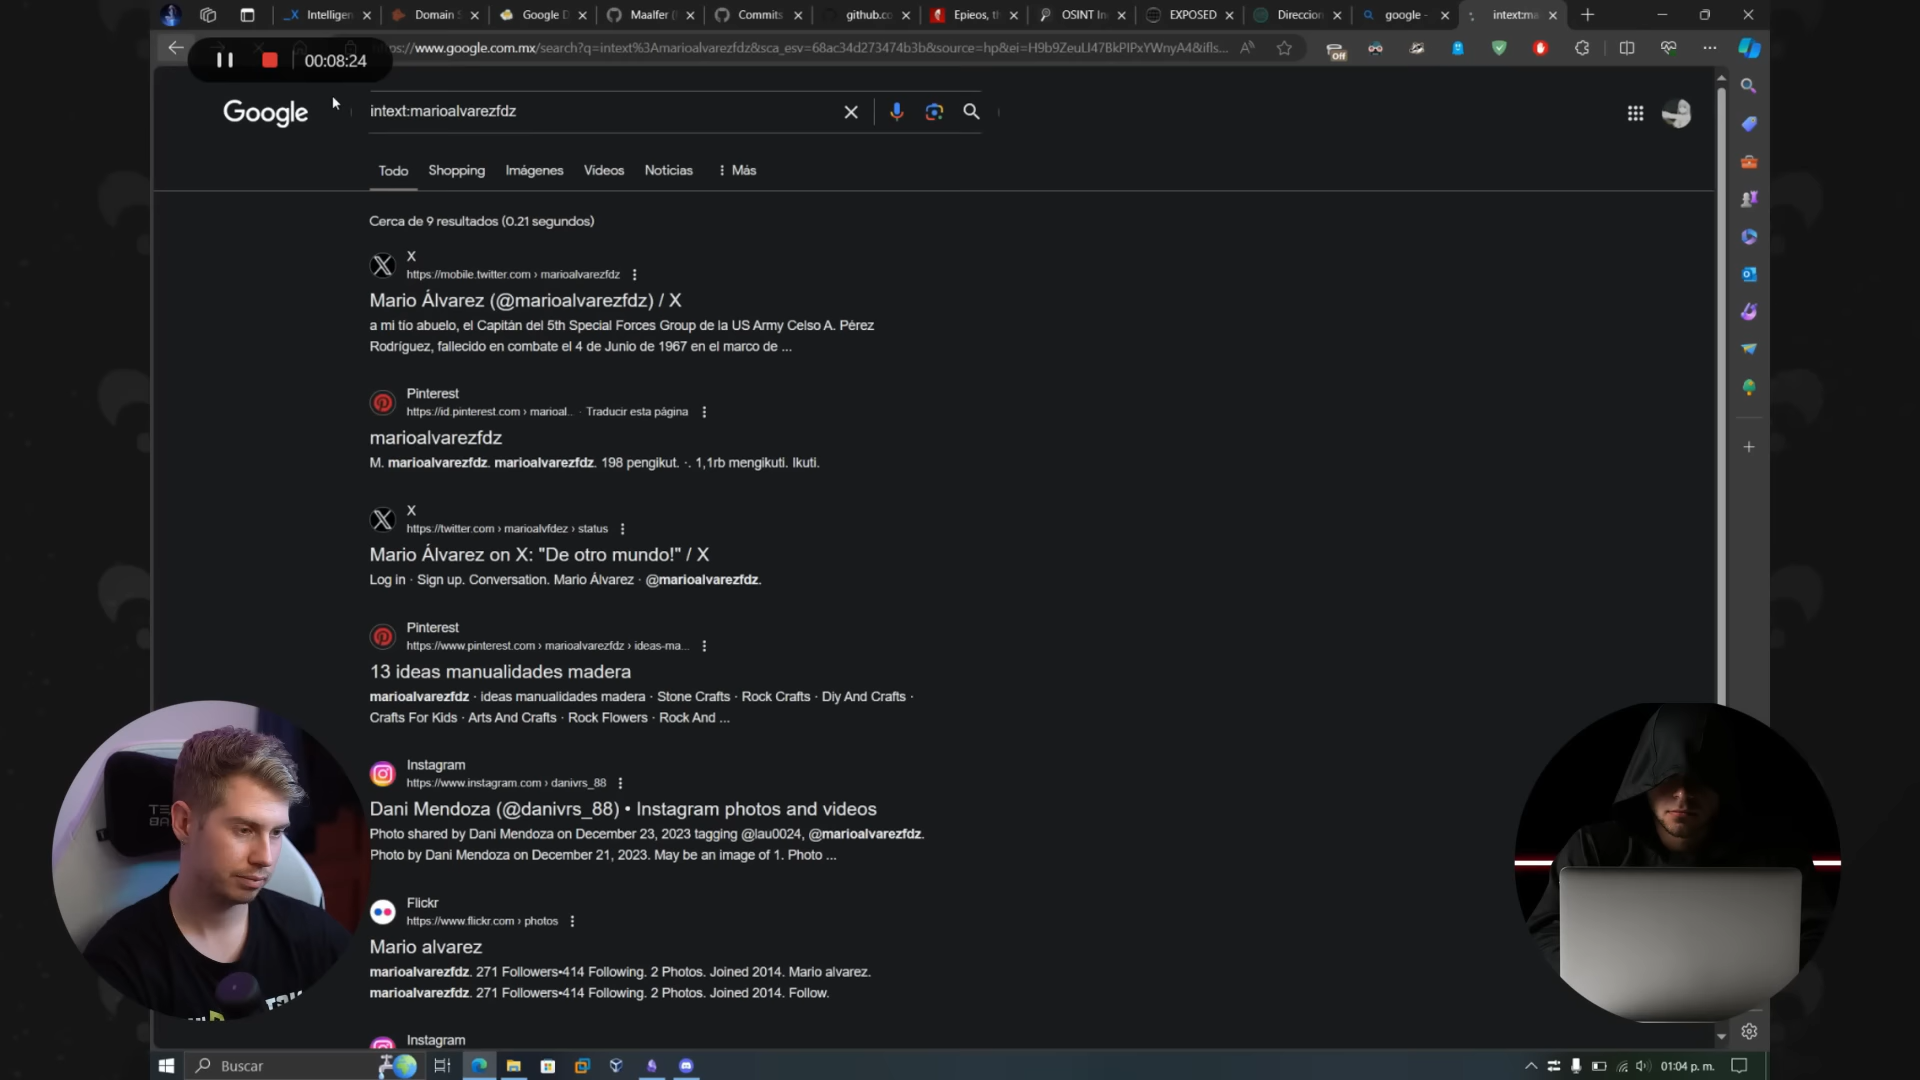 Intelligen
Domain S
Google D
Maalfer (
Commits
github.co
Epieos, th
OSINT In
EXPOSED
Direccion
google -
intext:ma
https://www.google.com.mx/search?q=intext%3Amarioalvarezfdz&sca_esv=68ac34d273474b3b&source=hp&ei=H9b9ZeuLI47BkPIPxYWnyA4&ifls...
Off
00:08:24
Google
intext:marioalvarezfdz
Todo
Shopping
Imágenes
Videos
Noticias
Más
Cerca de 9 resultados (0.21 segundos)
X
https://mobile.twitter.com › marioalvarezfdz
Mario Álvarez (@marioalvarezfdz) / X
a mi tío abuelo, el Capitán del 5th Special Forces Group de la US Army Celso A. Pérez
Rodríguez, fallecido en combate el 4 de Junio de 1967 en el marco de ...
Pinterest
https://id.pinterest.com › marioal.. · Traducir esta página
marioalvarezfdz
M. marioalvarezfdz. marioalvarezfdz. 198 pengikut. ·. 1,1rb mengikuti. Ikuti.
X
https://twitter.com › marioalvfdez › status
Mario Álvarez on X: "De otro mundo!" / X
Log in · Sign up. Conversation. Mario Álvarez · @marioalvarezfdz.
Pinterest
https://www.pinterest.com › marioalvarezfdz › ideas-ma...
13 ideas manualidades madera
marioalvarezfdz · ideas manualidades madera · Stone Crafts · Rock Crafts · Diy And Crafts ·
Crafts For Kids · Arts And Crafts · Rock Flowers · Rock And ...
Instagram
https://www.instagram.com › danivrs_88
Dani Mendoza (@danivrs_88) • Instagram photos and videos
Photo shared by Dani Mendoza on December 23, 2023 tagging @lau0024, @marioalvarezfdz.
Photo by Dani Mendoza on December 21, 2023. May be an image of 1. Photo ...
Flickr
https://www.flickr.com › photos
Mario alvarez
marioalvarezfdz. 271 Followers•414 Following. 2 Photos. Joined 2014. Mario alvarez.
marioalvarezfdz. 271 Followers•414 Following. 2 Photos. Joined 2014. Follow.
Instagram
Buscar
01:04 p. m.